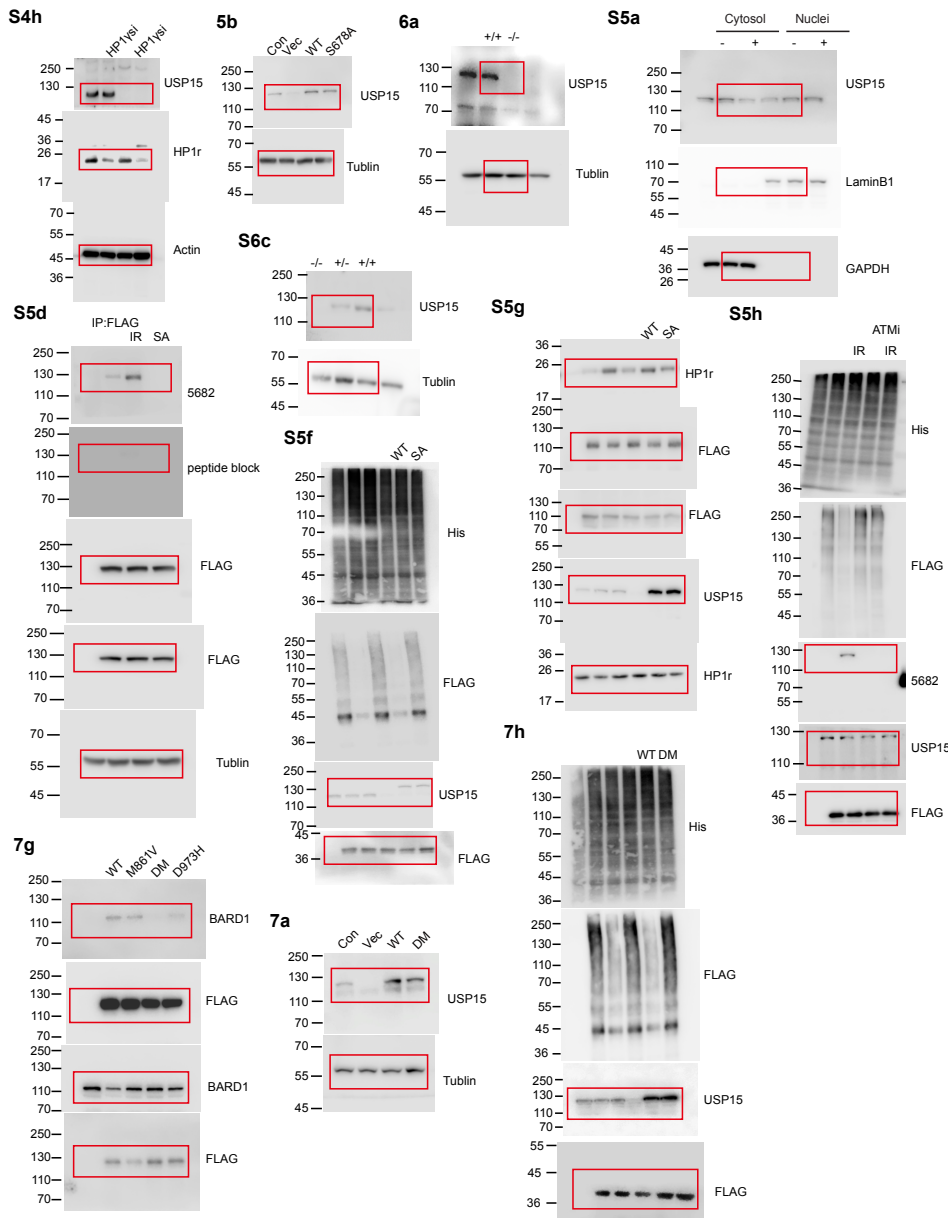 S4h
HP1γsi
HP1γsi
250
130
83
USP15
48
36
26
17
HP1r
70
55
45
36
Actin
5b
Con
Vec
WT
S678A
250
130
110
70
USP15
70
55
45
Tublin
6a
+/+ -/-
130
110
70
USP15
70
55
45
Tublin
S5a
Cytosol Nuclei
- + - +
250
130
110
70
USP15
110
70
55
45
LaminB1
36
26
GAPDH
S6c
-/- +/- +/+
250
130
110
USP15
70
55
45
Tublin
S5d
IP:FLAG
IR SA
250
130
110
70
5682
250
130
110
70
peptide block
250
130
110
70
FLAG
250
130
110
70
FLAG
70
55
45
Tublin
S5f
WT
SA
250
130
110
70
55
45
36
His
250
130
110
70
55
45
36
FLAG
250
130
110
70
USP15
45
36
FLAG
S5g
WT
SA
36
26
17
HP1r
250
130
110
70
FLAG
130
110
70
55
FLAG
250
130
110
70
USP15
36
26
17
HP1r
S5h
ATMi
IR IR
250
130
110
70
55
45
36
His
250
130
110
70
55
45
FLAG
130
110
70
55
5682
130
110
USP15
45
36
FLAG
7g
WT
M861V
DM
D973H
250
130
110
70
BARD1
250
130
110
70
FLAG
250
130
110
70
BARD1
250
130
110
70
FLAG
7a
Con
Vec
WT
DM
250
130
110
70
USP15
70
55
45
Tublin
7h
WT DM
250
130
110
70
55
45
36
His
250
130
110
70
55
45
36
FLAG
250
130
110
70
USP15
55
45
36
FLAG